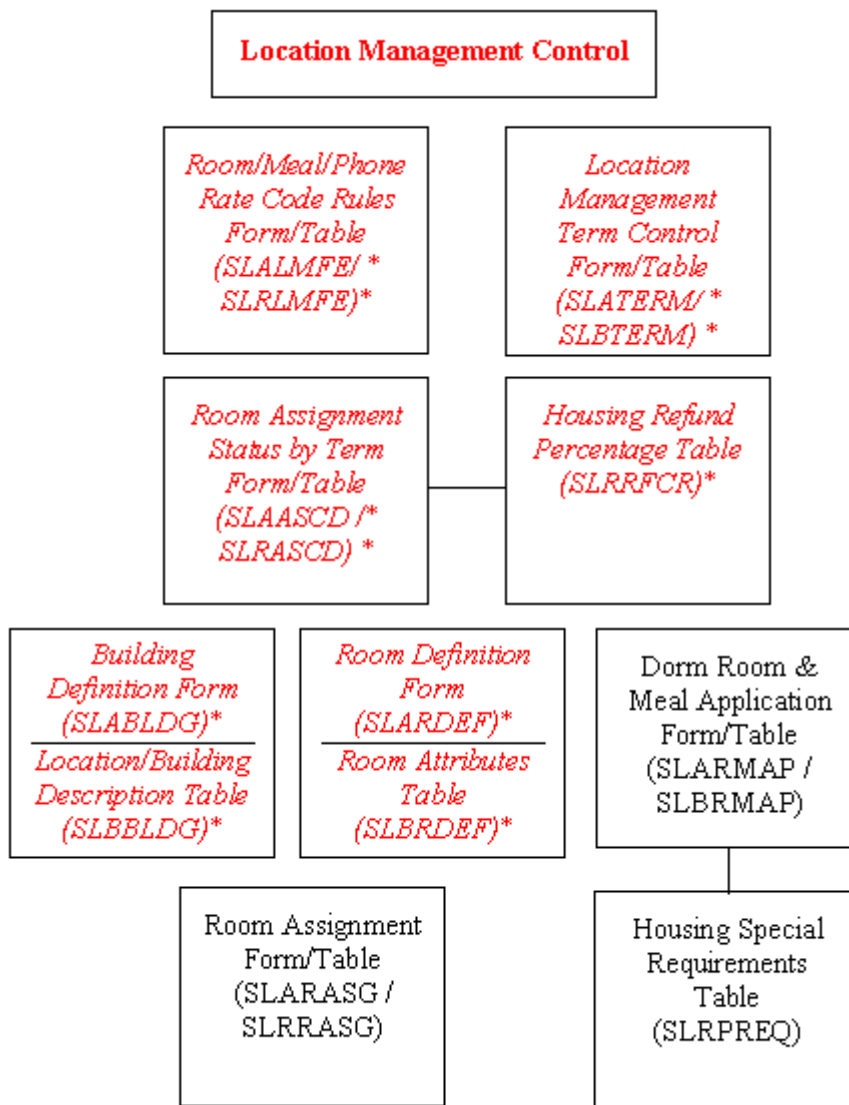 Location Management Control
Room/Meal/Phone
Rate Code Rules
Form/Table
(SLALMFE/ *
SLRLMFE)*
Location
Management
Term Control
Form/Table
(SLATERM/ *
SLBTERM) *
Room Assignment
Status by Term
Form/Table
(SLAASCD /*
SLRASCD) *
Housing Refund
Percentage Table
(SLRRFCR)*
Building
Definition Form
(SLABLDG)*
Location/Building
Description Table
(SLBBLDG)*
Room Definition
Form
(SLARDEF)*
Room Attributes
Table
(SLBRDEF)*
Dorm Room &
Meal Application
Form/Table
(SLARMAP /
SLBRMAP)
Room Assignment
Form/Table
(SLARASG /
SLRRASG)
Housing Special
Requirements
Table
(SLRPREQ)